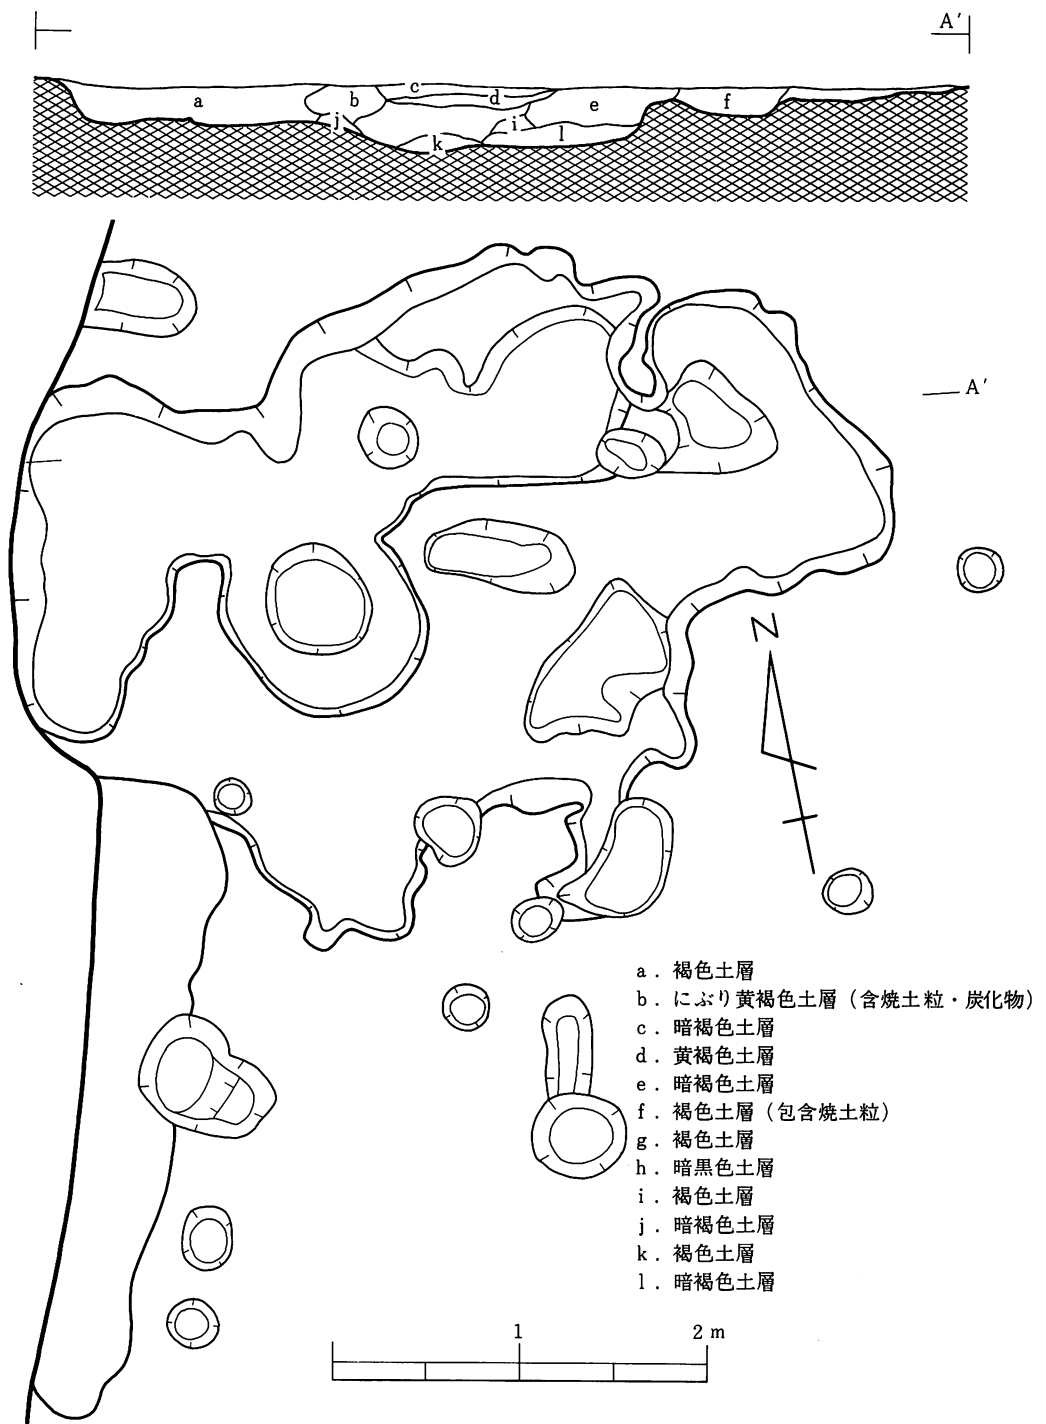 A′
c
a
b
d
e
f
j
i
l
k
A′
N
a．褐色土層
b．にぶり黄褐色土層（含焼土粒・炭化物）
c．暗褐色土層
d．黄褐色土層
e．暗褐色土層
f．褐色土層（包含焼土粒）
g．褐色土層
h．暗黒色土層
i．褐色土層
j．暗褐色土層
k．褐色土層
l．暗褐色土層
1 2 m